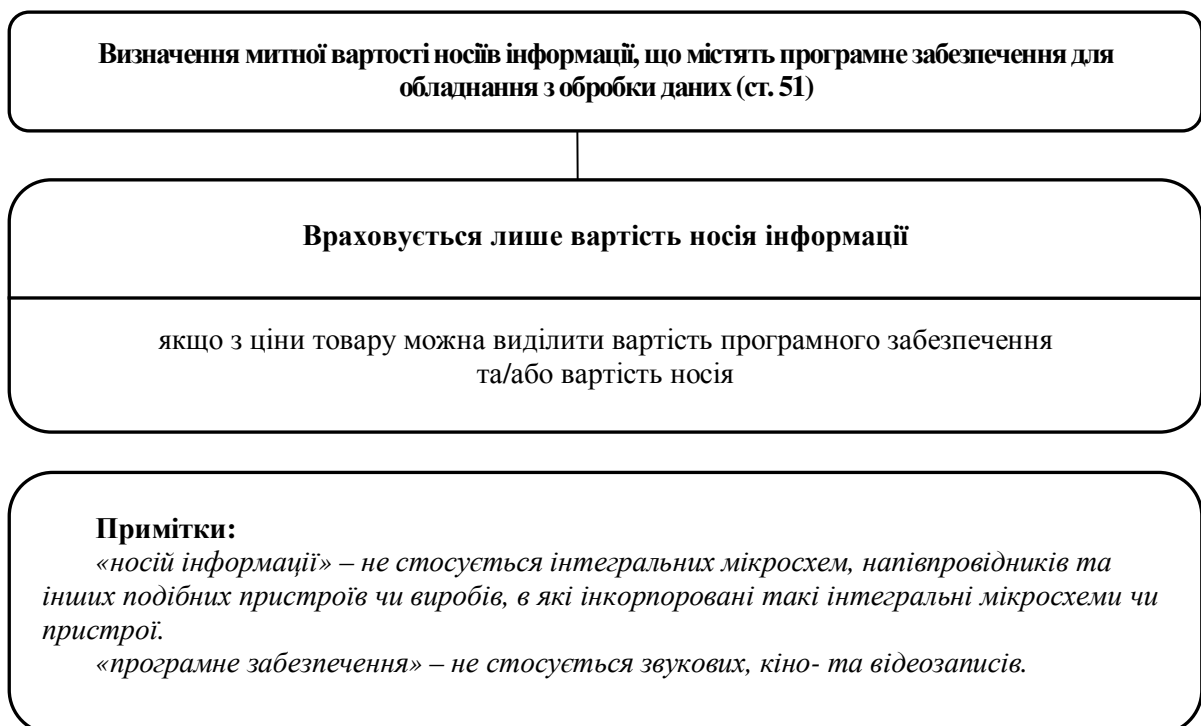 Визначення митної вартості носіїв інформації, що містять програмне забезпечення для
обладнання з обробки даних (ст. 51)
Враховується лише вартість носія інформації
якщо з ціни товару можна виділити вартість програмного забезпечення
та/або вартість носія
Примітки:
«носій інформації» – не стосується інтегральних мікросхем, напівпровідників та
інших подібних пристроїв чи виробів, в які інкорпоровані такі інтегральні мікросхеми чи
пристрої.
«програмне забезпечення» – не стосується звукових, кіно- та відеозаписів.